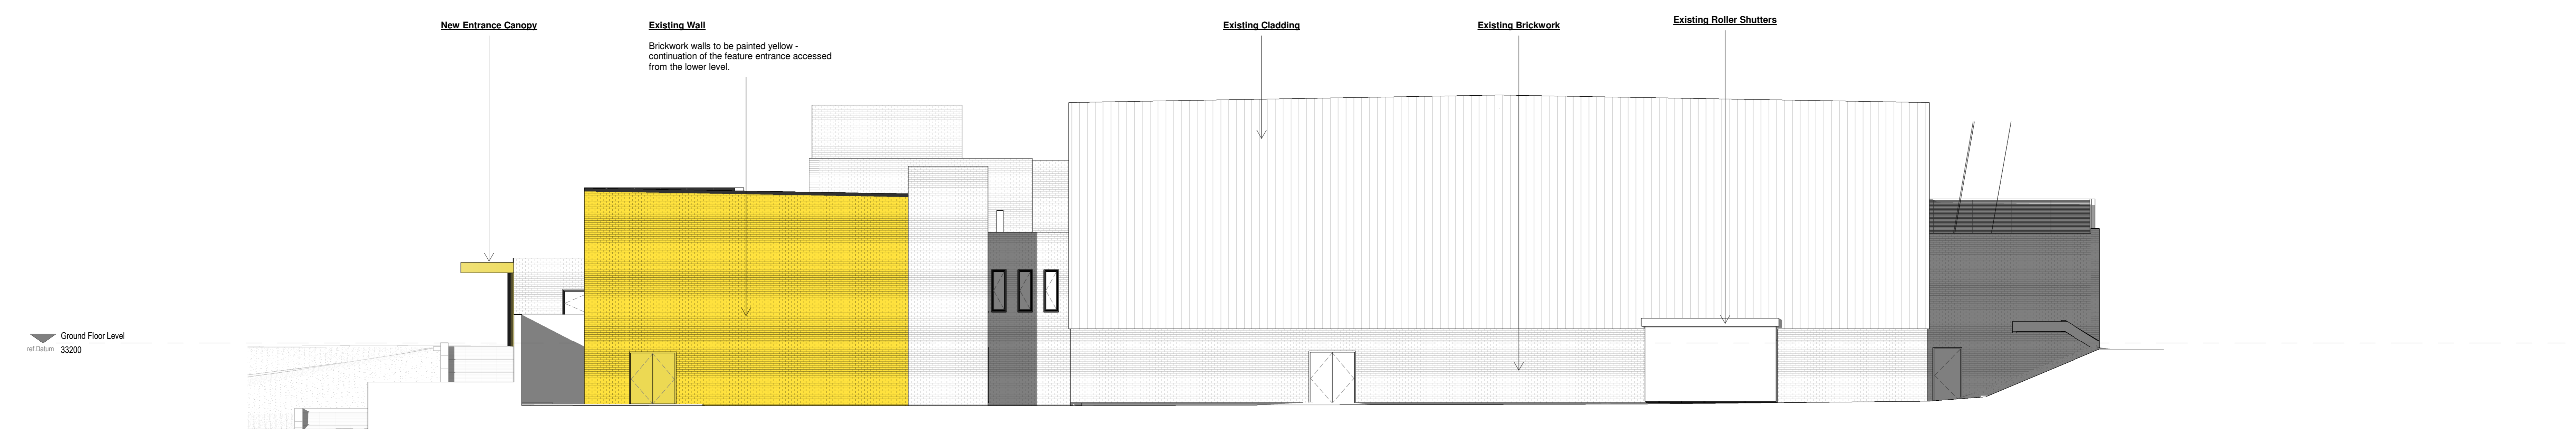 New Entrance Canopy
Existing Wall
Brickwork walls to be painted yellow -
continuation of the feature entrance accessed
from the lower level.
Existing Cladding
Existing Brickwork
Existing Roller Shutters
Ground Floor Level
ref.Datum 33200